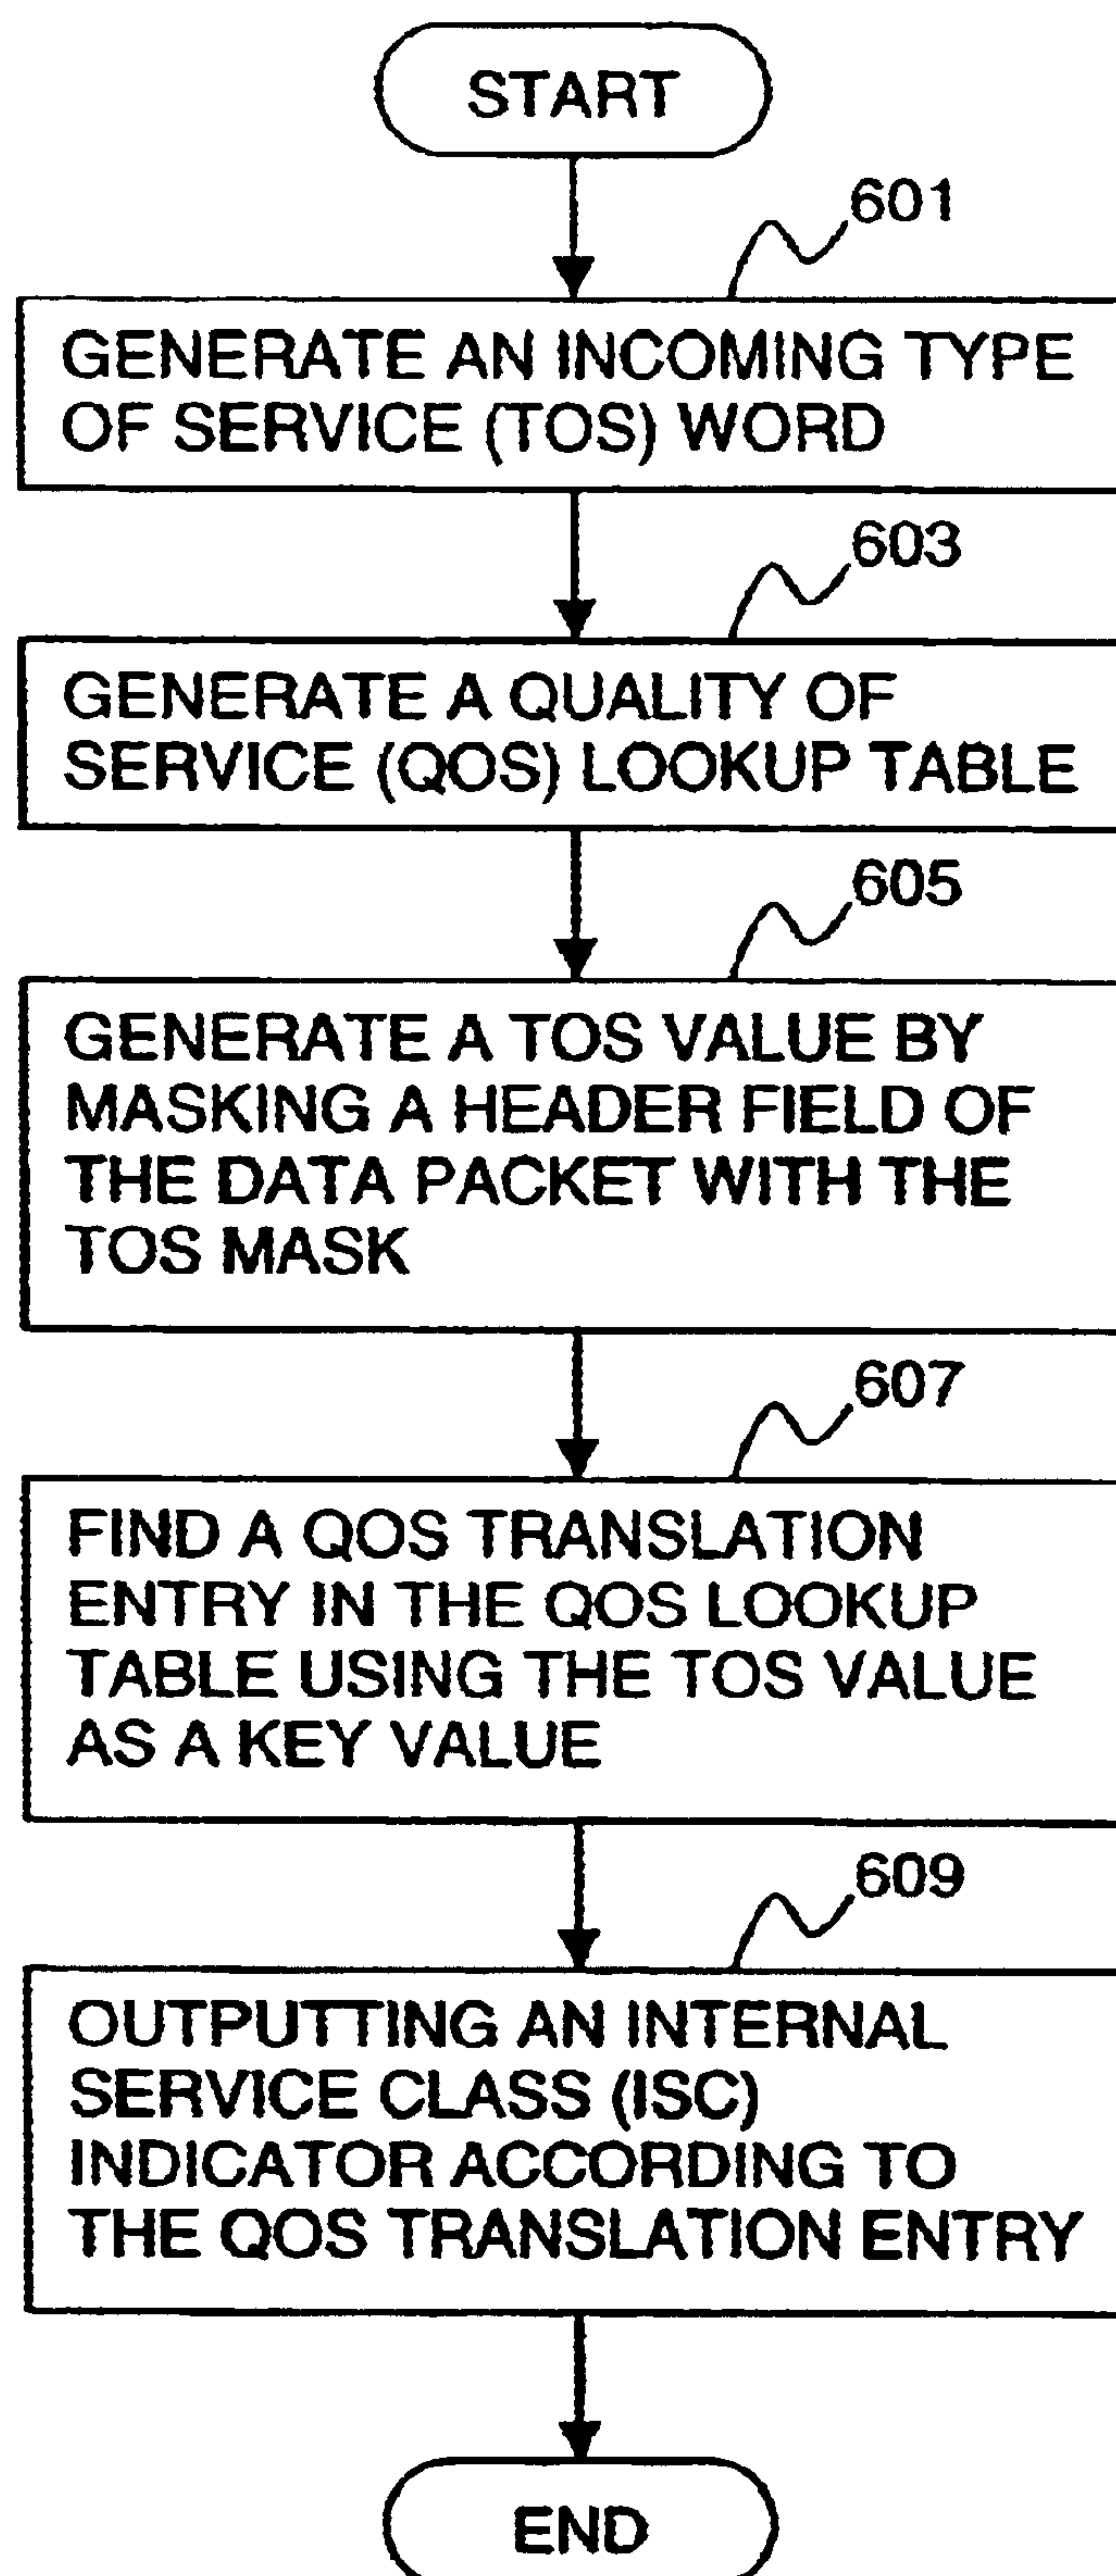 START
601
GENERATE AN INCOMING TYPE
OF SERVICE (TOS) WORD
603
GENERATE A QUALITY OF
SERVICE (QOS) LOOKUP TABLE
605
GENERATE A TOS VALUE BY
MASKING A HEADER FIELD OF
THE DATA PACKET WITH THE
TOS MASK
607
FIND A QOS TRANSLATION
ENTRY IN THE QOS LOOKUP
TABLE USING THE TOS VALUE
AS A KEY VALUE
609
OUTPUTTING AN INTERNAL
SERVICE CLASS (ISC)
INDICATOR ACCORDING TO
THE QOS TRANSLATION ENTRY
END